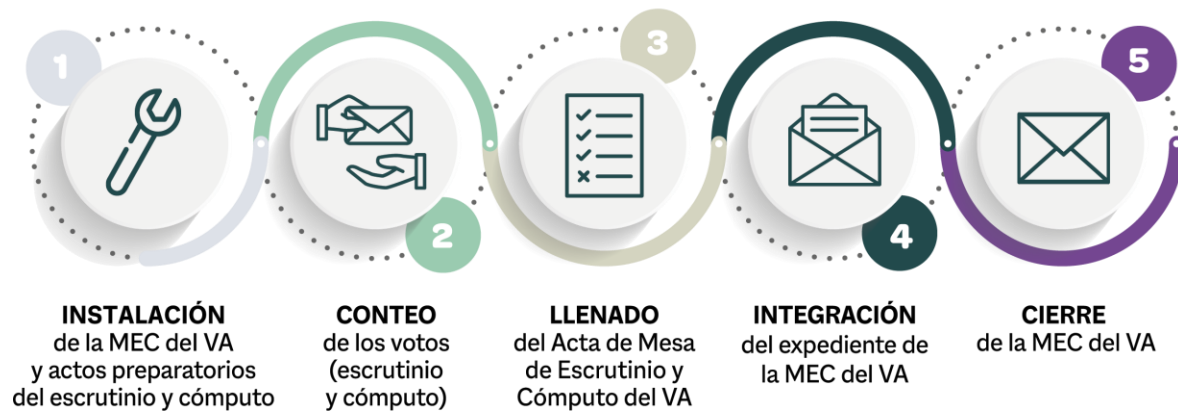 1
INSTALACIÓN
de la MEC del VA
y actos preparatorios
del escrutinio y cómputo
2
CONTEO
de los votos
(escrutinio
y cómputo)
3
LLENADO
del Acta de Mesa
de Escrutinio y
Cómputo del VA
4
INTEGRACIÓN
del expediente de
la MEC del VA
5
CIERRE
de la MEC del VA